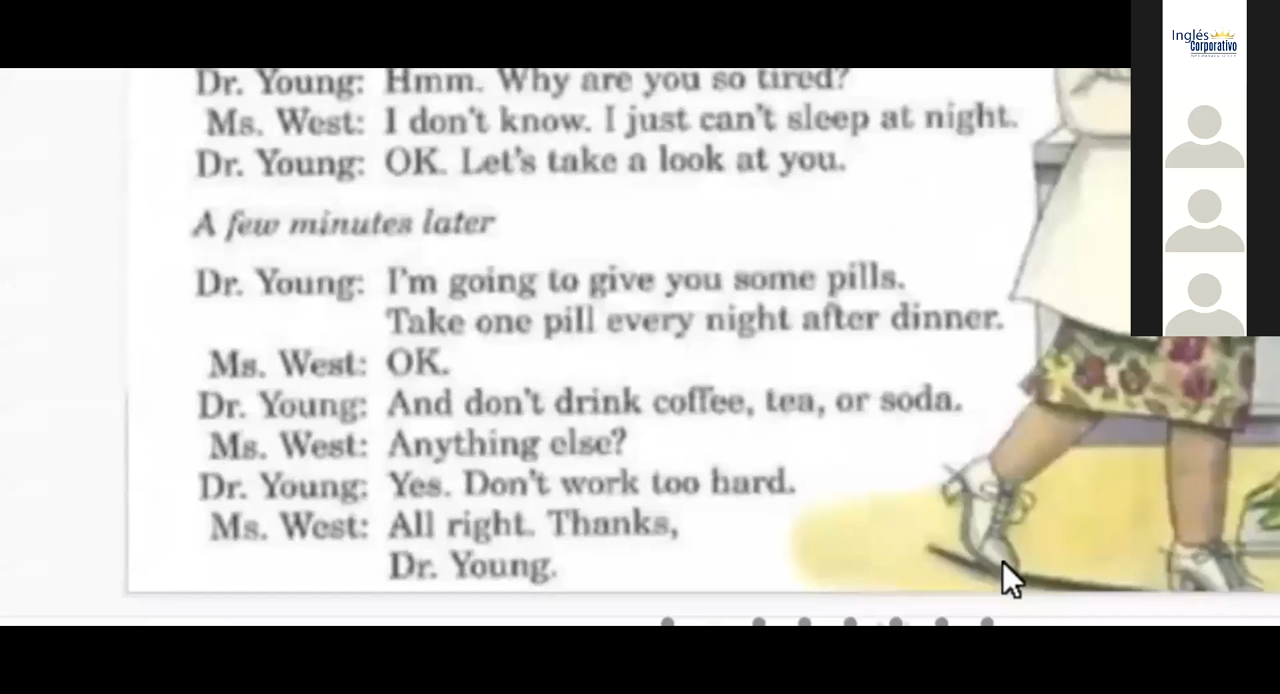 Inglés
Corporativo
Dr. Young: Hmm. Why are you so tired?
Ms. West: I don't know. I just can't sleep at night.
Dr. Young: OK. Let's take a look at you.
A few minutes later
Dr. Young: I'm going to give you some pills.
Take one pill every night after dinner.
Ms. West: OK.
Dr. Young: And don't drink coffee, tea, or soda.
Ms. West: Anything else?
Dr. Young: Yes. Don't work too hard.
Ms. West: All right. Thanks,
Dr. Young.